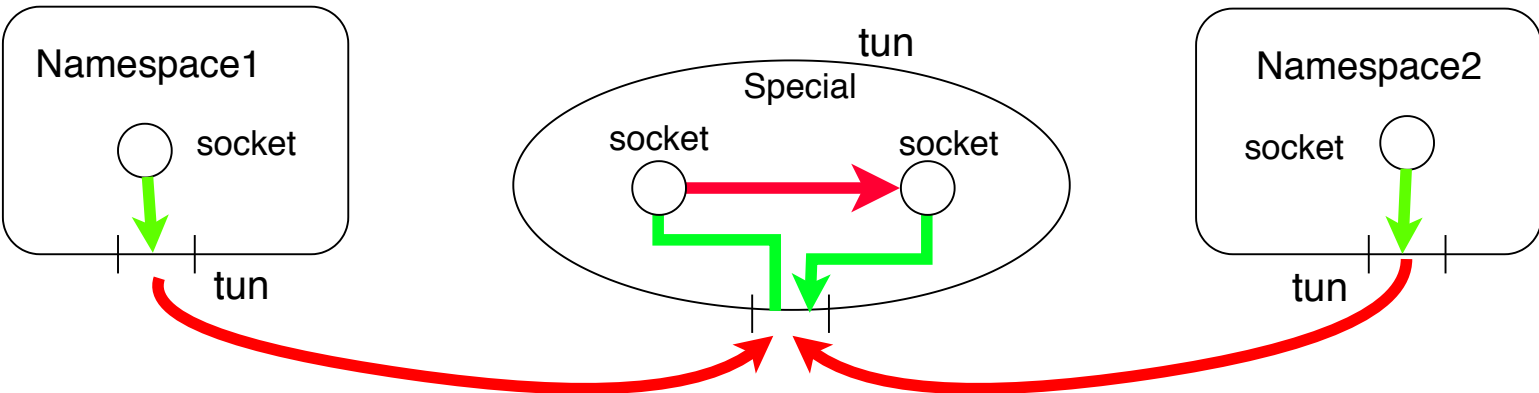 Namespace1
socket
tun
tun
Special
socket
socket
Namespace2
socket
tun